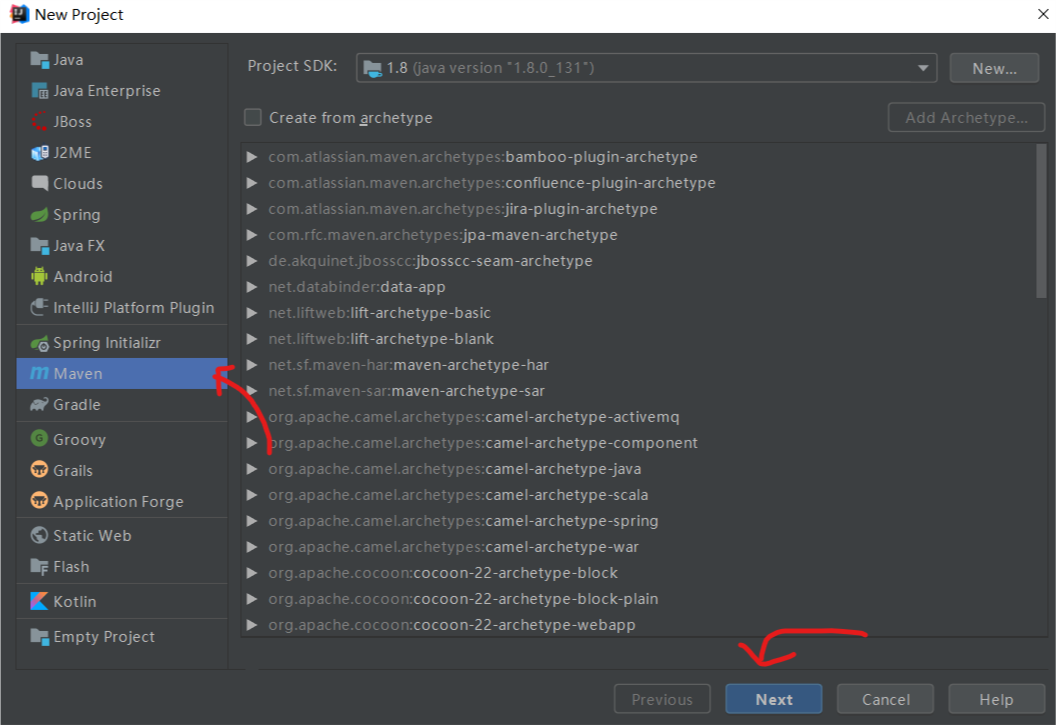 New Project
Java
Java Enterprise
JBoss
J2ME
Clouds
Spring
Java FX
Android
IntelliJ Platform Plugin
Spring Initializr
Maven
Gradle
Groovy
Grails
Application Forge
Static Web
Flash
Kotlin
Empty Project
Project SDK:
1.8 (java version "1.8.0_131")
New...
Create from archetype
Add Archetype...
com.atlassian.maven.archetypes:bamboo-plugin-archetype
com.atlassian.maven.archetypes:confluence-plugin-archetype
com.atlassian.maven.archetypes:jira-plugin-archetype
com.rfc.maven.archetypes:jpa-maven-archetype
de.akquinet.jbosscc:jbosscc-seam-archetype
net.databinder:data-app
net.liftweb:lift-archetype-basic
net.liftweb:lift-archetype-blank
net.sf.maven-har:maven-archetype-har
net.sf.maven-sar:maven-archetype-sar
org.apache.camel.archetypes:camel-archetype-activemq
org.apache.camel.archetypes:camel-archetype-component
org.apache.camel.archetypes:camel-archetype-java
org.apache.camel.archetypes:camel-archetype-scala
org.apache.camel.archetypes:camel-archetype-spring
org.apache.camel.archetypes:camel-archetype-war
org.apache.cocoon:cocoon-22-archetype-block
org.apache.cocoon:cocoon-22-archetype-block-plain
org.apache.cocoon:cocoon-22-archetype-webapp
Previous
Next
Cancel
Help